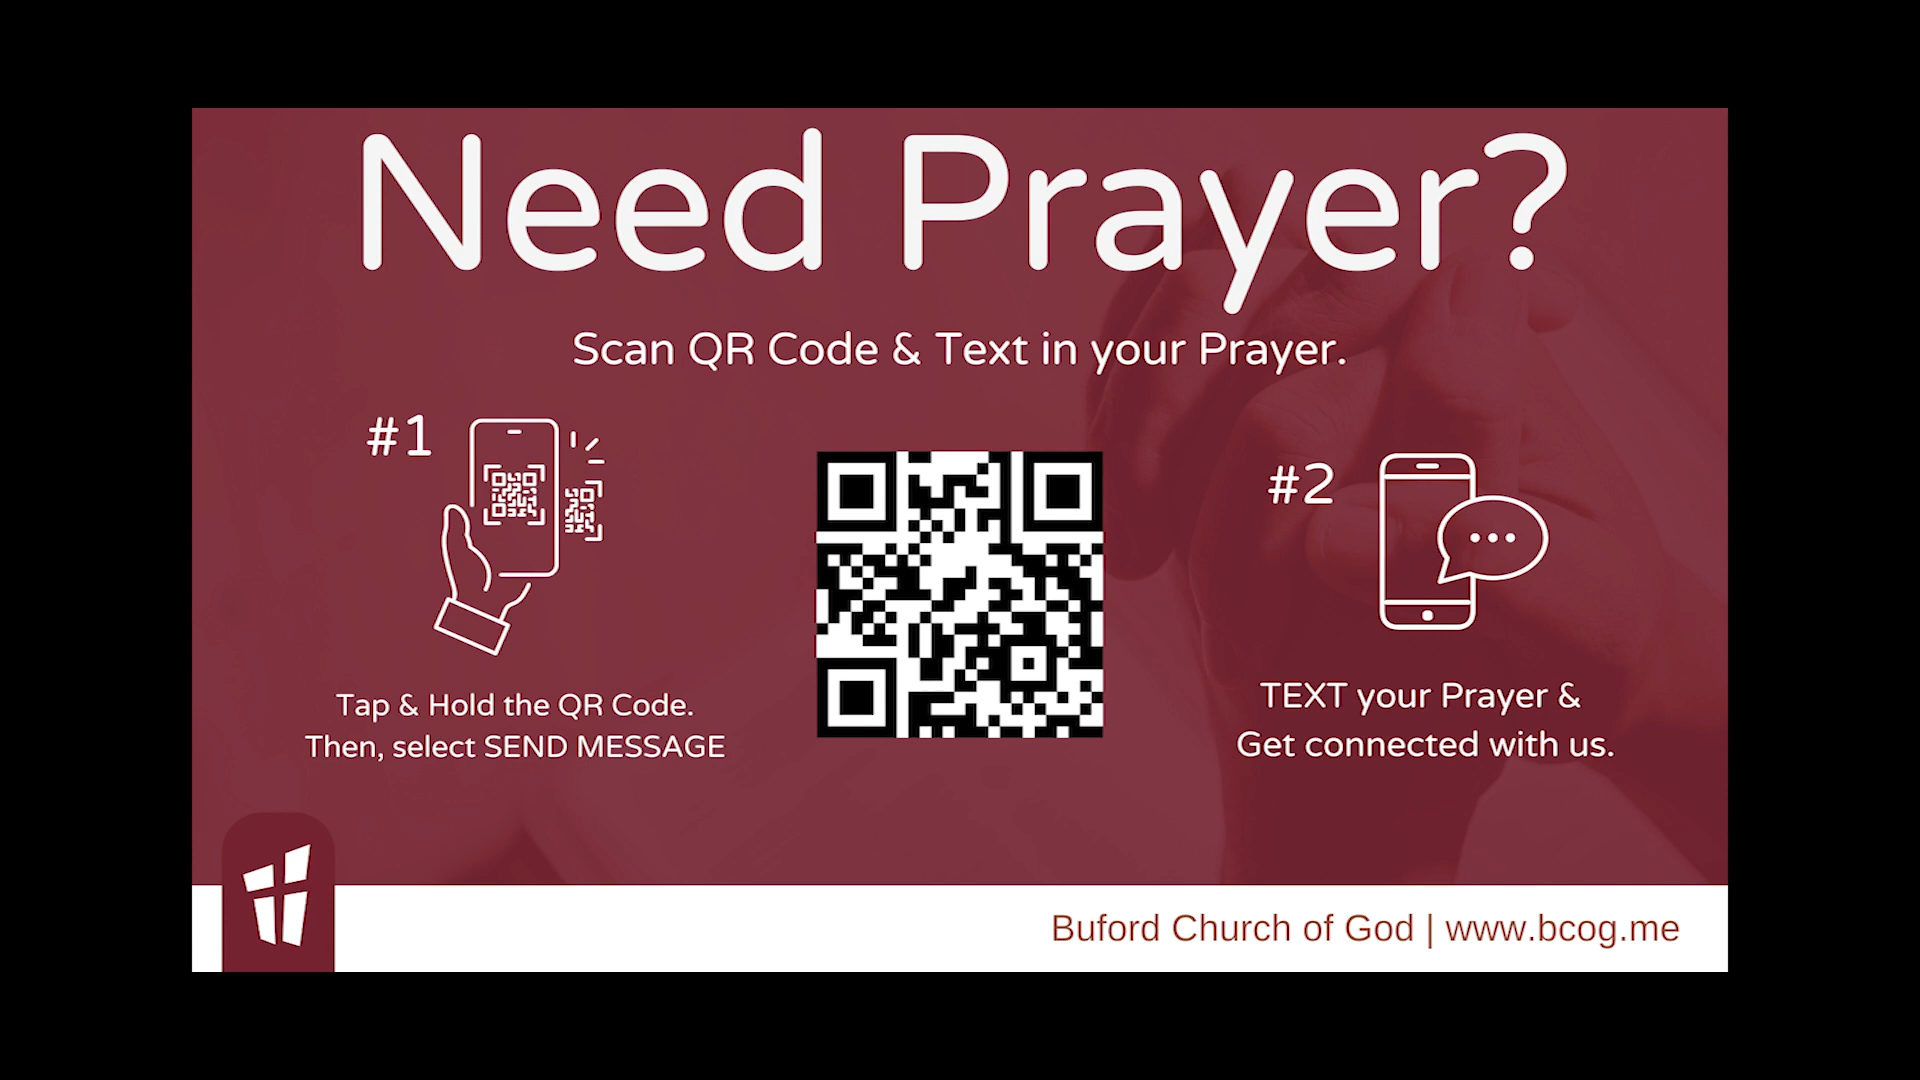 Need Prayer?
Scan QR Code & Text in your Prayer.
#1
Tap & Hold the QR Code.
Then, select SEND MESSAGE
#2
TEXT your Prayer &
Get connected with us.
Buford Church of God | www.bcog.me